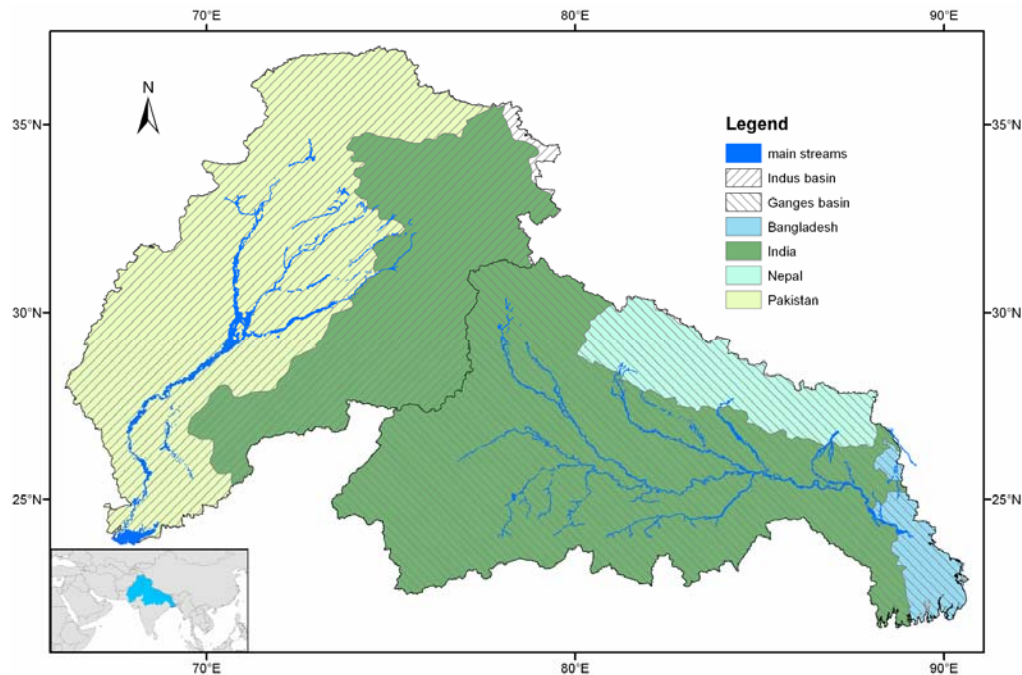 70°E 80°E 90°E
N
35°N 35°N
Legend
main streams
Indus basin
Ganges basin
Bangladesh
India
Nepal
Pakistan
30°N 30°N
25°N 25°N
70°E 80°E 90°E